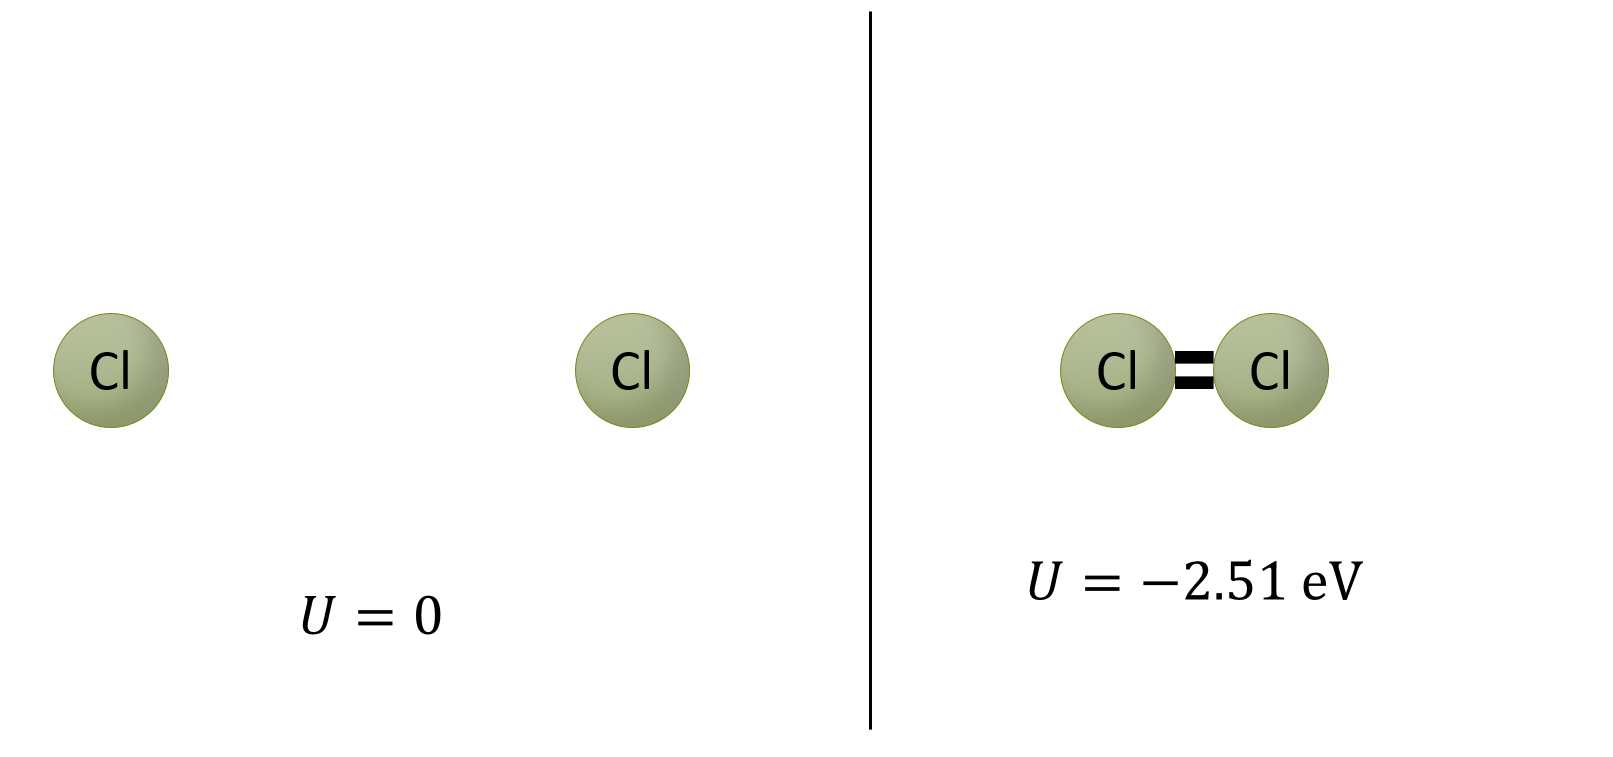 Cl
Cl
U = 0
Cl
Cl
U = −2.51 eV